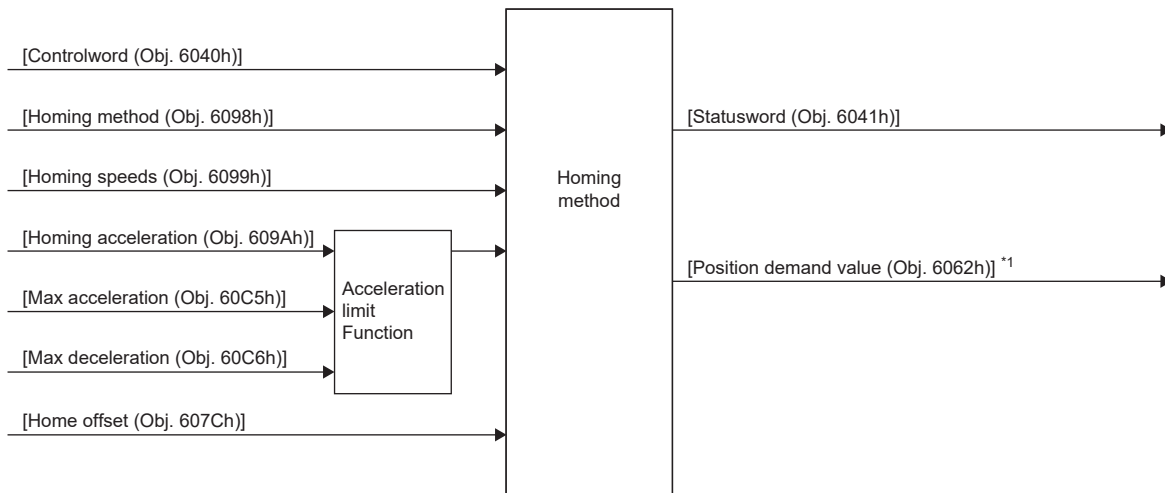 [Controlword (Obj. 6040h)]
[Homing method (Obj. 6098h)]
[Homing speeds (Obj. 6099h)]
[Homing acceleration (Obj. 609Ah)]
[Max acceleration (Obj. 60C5h)]
[Max deceleration (Obj. 60C6h)]
[Home offset (Obj. 607Ch)]
Acceleration
limit
Function
Homing
method
[Statusword (Obj. 6041h)]
[Position demand value (Obj. 6062h)] *1